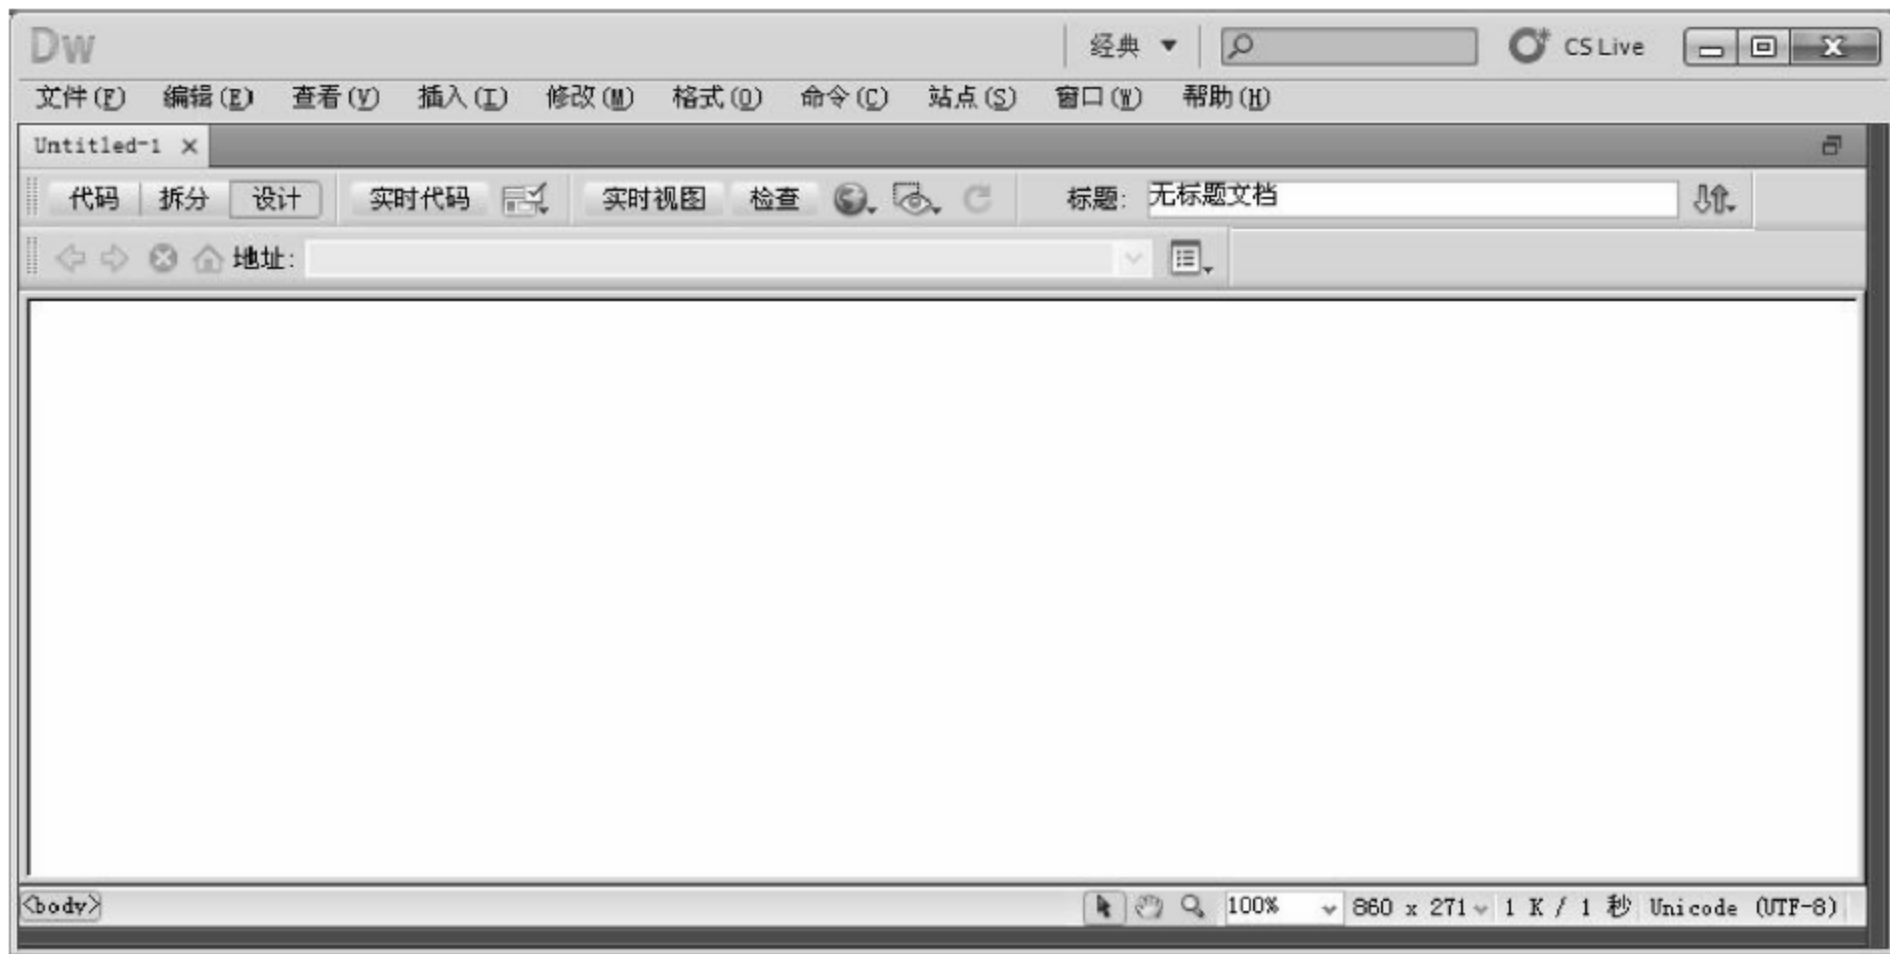 Dw 经典 CS Live
文件(F) 编辑(E) 查看(V) 插入(I) 修改(M) 格式(O) 命令(C) 站点(S) 窗口(W) 帮助(H)
Untitled-1
代码 拆分 设计 实时代码 实时视图 检查 标题: 无标题文档
地址:
<body> 100% 860 x 271 1 K / 1 秒 Unicode (UTF-8)